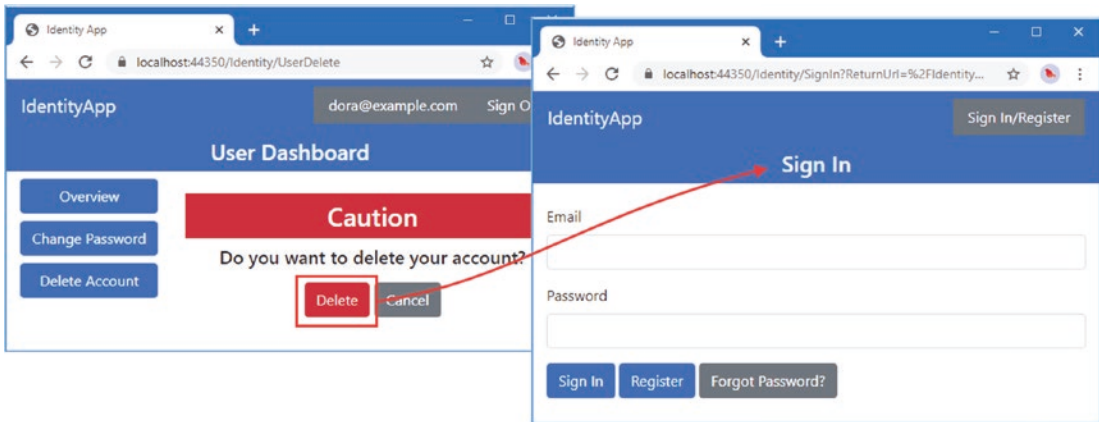 Identity App
localhost:44350/Identity/UserDelete
IdentityApp
dora@example.com
Sign O
User Dashboard
Overview
Change Password
Delete Account
Caution
Do you want to delete your account?
Delete
Cancel
Identity App
localhost:44350/Identity/SignIn?ReturnUrl=%2FIdentity...
IdentityApp
Sign In/Register
Sign In
Email
Password
Sign In
Register
Forgot Password?